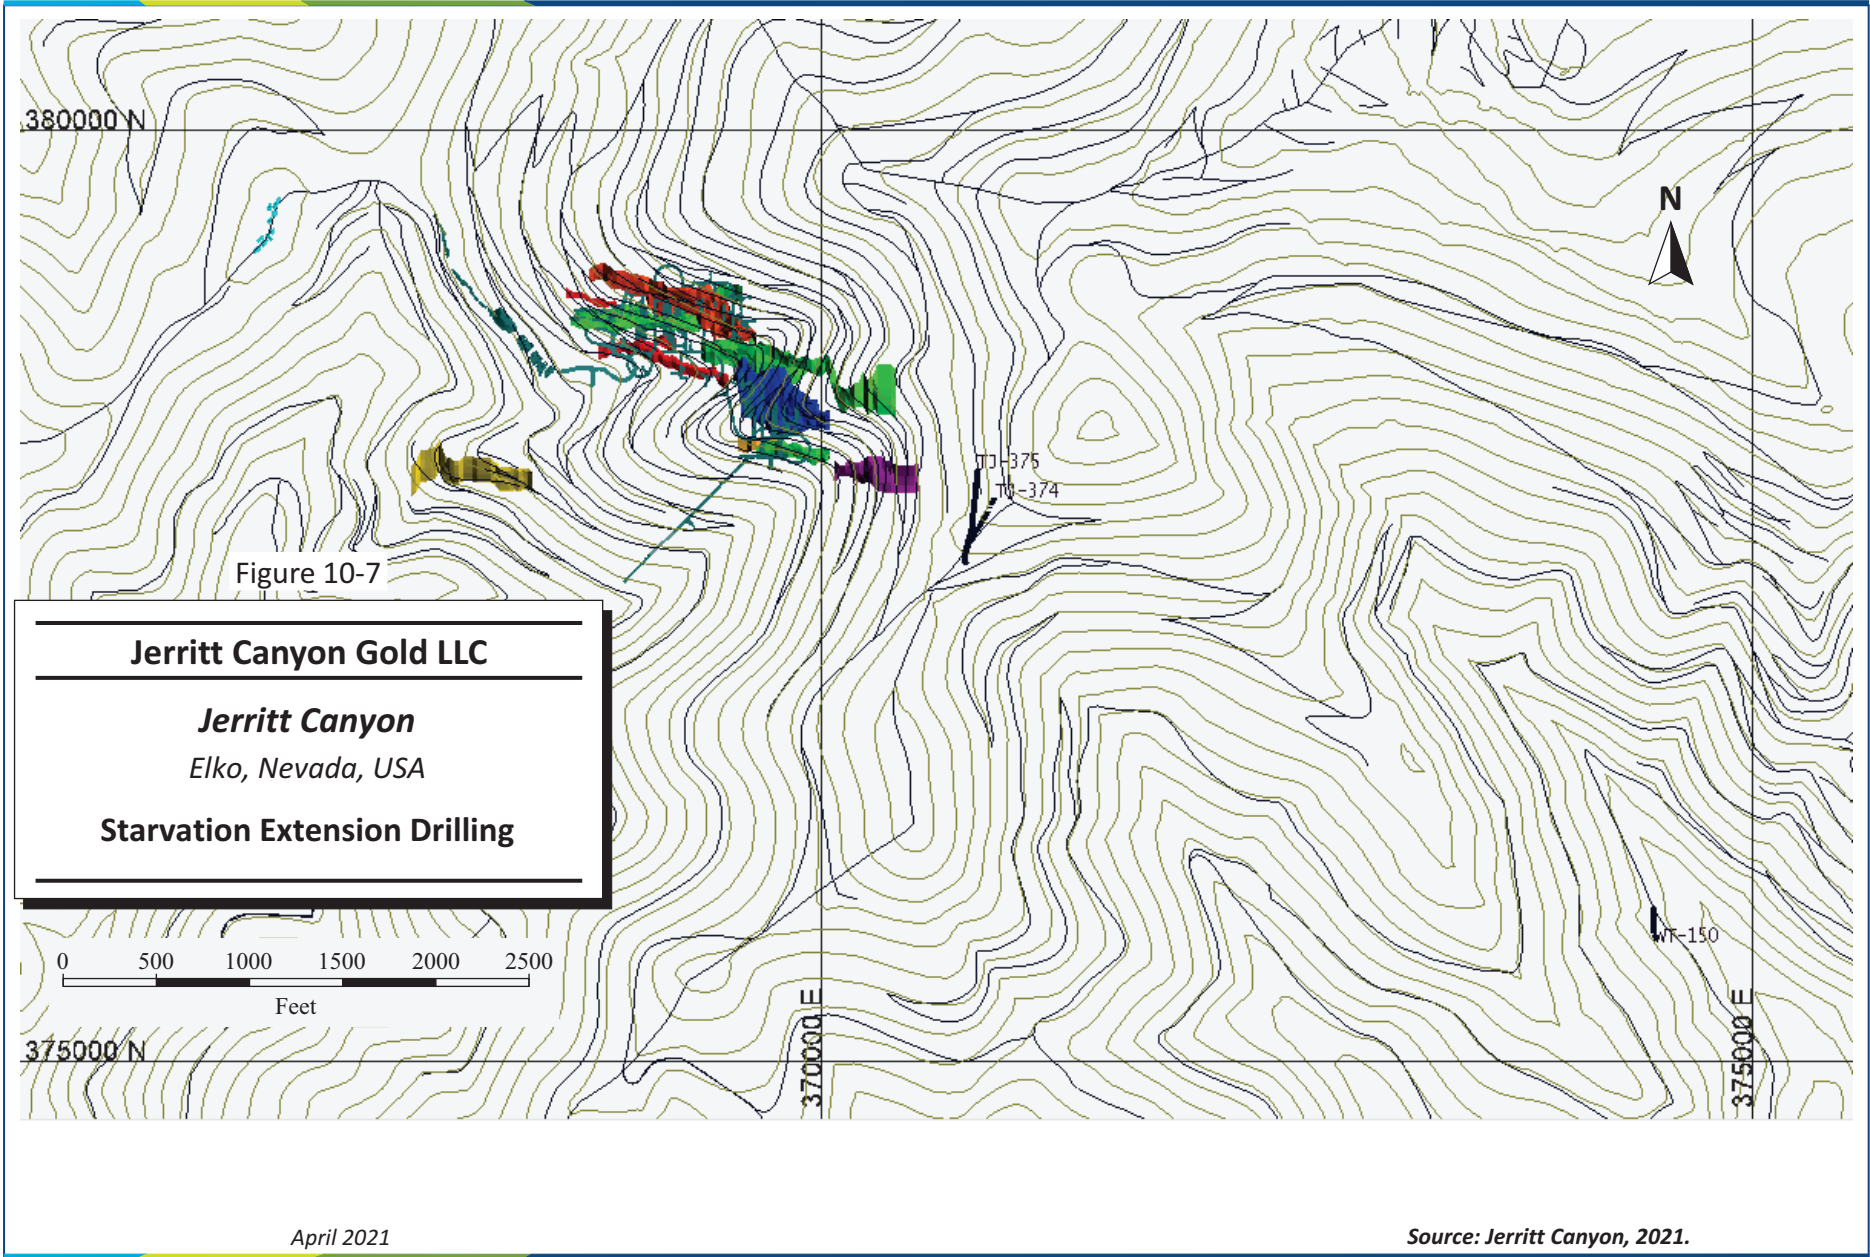 380000 N
N
TJ-375
TJ-374
Figure 10-7
Jerritt Canyon Gold LLC
Jerritt Canyon
Elko, Nevada, USA
Starvation Extension Drilling
WT-150
0 500 1000 1500 2000 2500
Feet
370000 E
375000 E
375000 N
April 2021
Source: Jerritt Canyon, 2021.